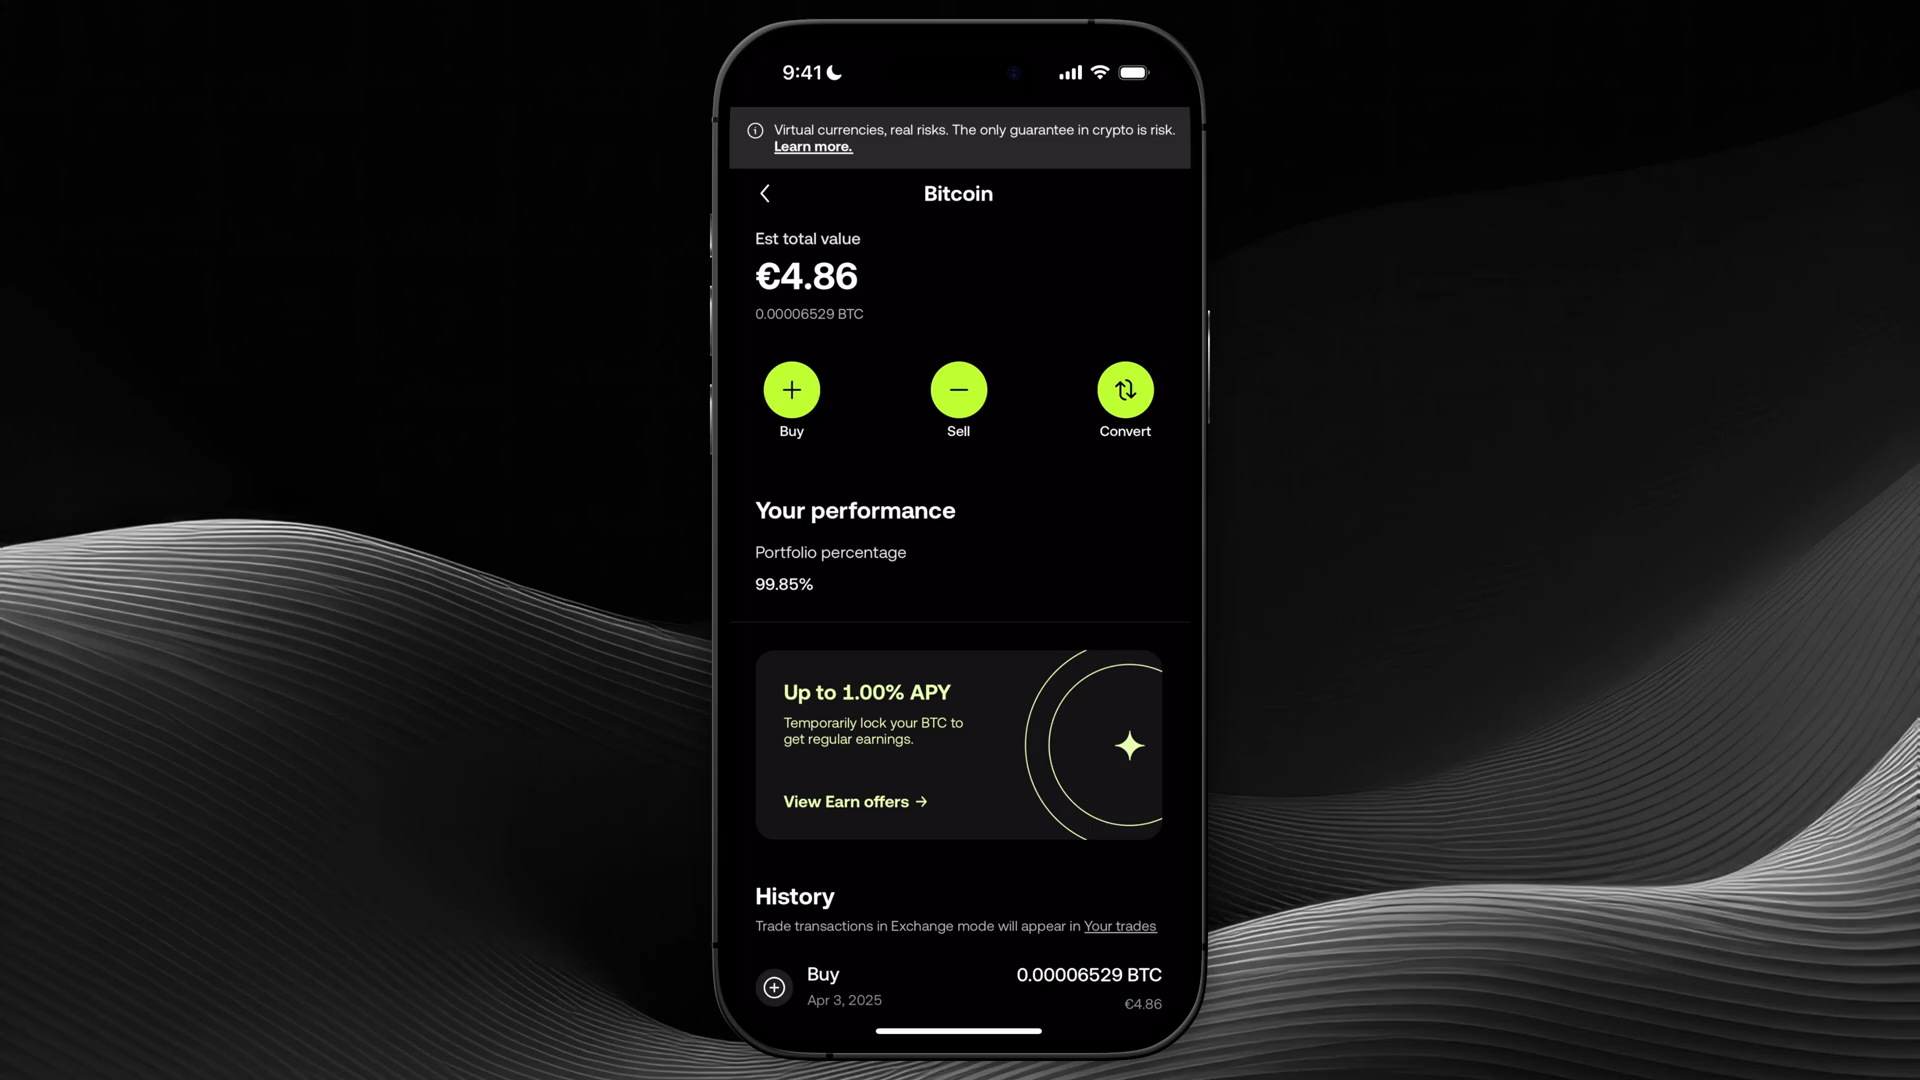 9:41
Virtual currencies, real risks. The only guarantee in crypto is risk.
Learn more.
Bitcoin
Est total value
€4.86
0.00006529 BTC
Buy
Sell
Convert
Your performance
Portfolio percentage
99.85%
Up to 1.00% APY
Temporarily lock your BTC to
get regular earnings.
View Earn offers →
History
Trade transactions in Exchange mode will appear in Your trades
Buy
0.00006529 BTC
Apr 3, 2025
€4.86